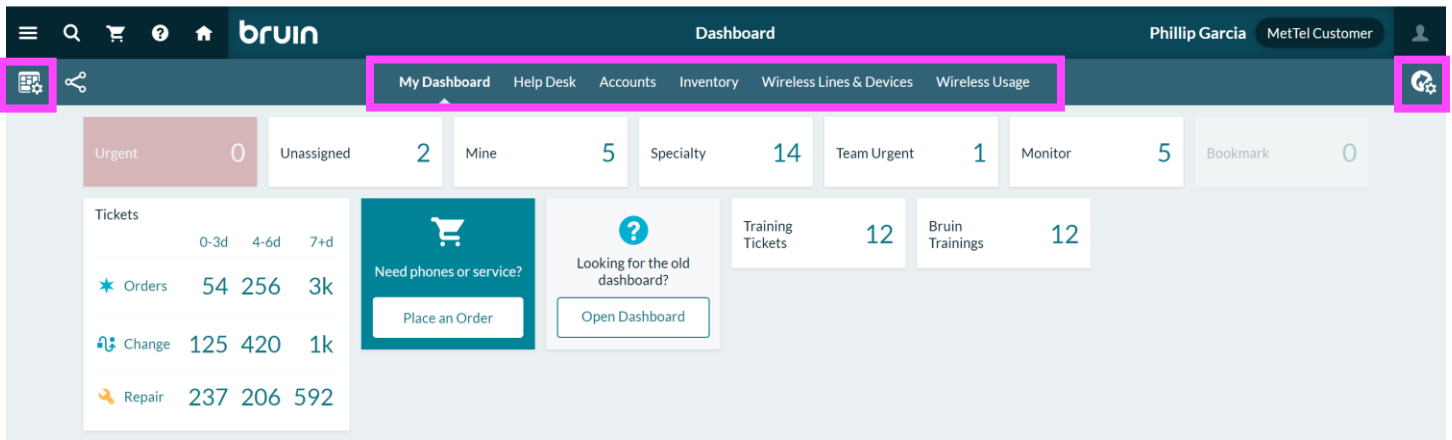 bruin
Dashboard
Phillip Garcia MetTel Customer
My Dashboard Help Desk Accounts Inventory Wireless Lines & Devices Wireless Usage
Urgent 0
Unassigned 2
Mine 5
Specialty 14
Team Urgent 1
Monitor 5
Bookmark 0
Tickets
0-3d 4-6d 7+d
Orders 54 256 3k
Change 125 420 1k
Repair 237 206 592
Need phones or service?
Place an Order
?
Looking for the old
dashboard?
Open Dashboard
Training
Tickets
12
Bruin
Trainings
12